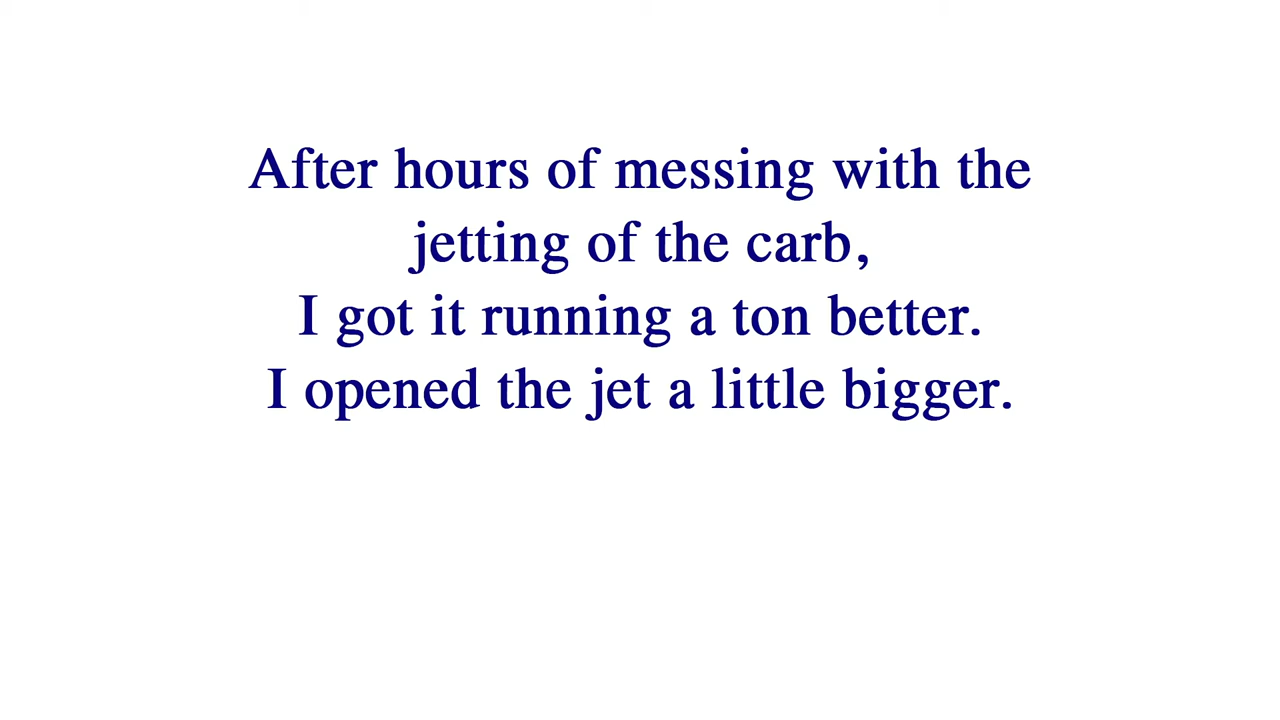 After hours of messing with the
jetting of the carb,
I got it running a ton better.
I opened the jet a little bigger.